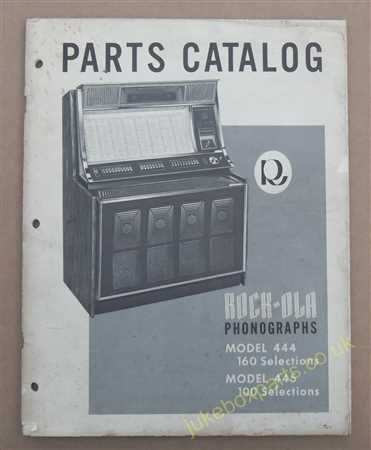 PARTS CATALOG
R
ROCK-OLA
PHONOGRAPHS
MODEL 444
160 Selections
MODEL 445
100 Selections
jukeboxparts.co.uk